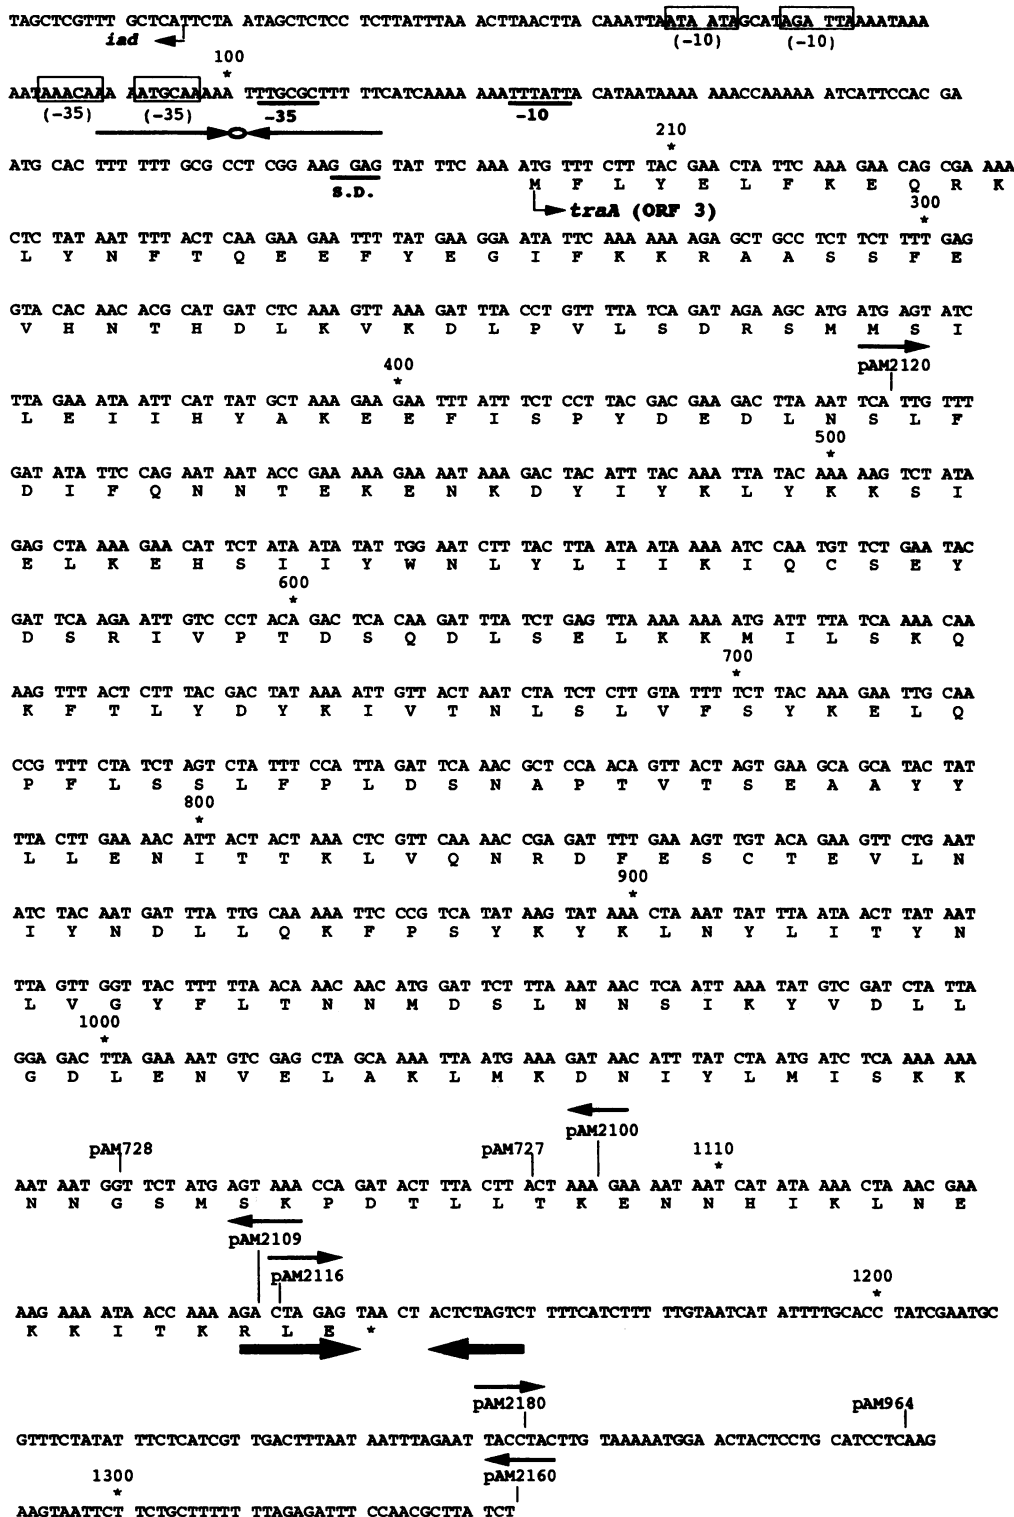 TAGCTCGTTT GCTCATTCTA ATAGCTCTCC TCTTATTTAA ACTTAACTTA CAAATTAATA ATAGCATAGA TTAAAATAAA
iad
(-10) (-10)
100
*
AATAAACAAA AATGCAAAAA TTTGCGCTTT TTCATCAAAA AAATTTATTA CATAATAAAA AAACCAAAAA ATCATTCCAC GA
(-35) (-35) -35 -10
210
*
ATG CAC TTT TTT GCG CCT CGG AAG GAG TAT TTC AAA ATG TTT CTT TAC GAA CTA TTC AAA GAA CAG CGA AAA
S.D. M F L Y E L F K E Q R K
traA (ORF 3)
300
*
CTC TAT AAT TTT ACT CAA GAA GAA TTT TAT GAA GGA ATA TTC AAA AAA AGA GCT GCC TCT TCT TTT GAG
L Y N F T Q E E F Y E G I F K K R A A S S F E
GTA CAC AAC ACG CAT GAT CTC AAA GTT AAA GAT TTA CCT GTT TTA TCA GAT AGA AGC ATG ATG AGT ATC
V H N T H D L K V K D L P V L S D R S M M S I
pAM2120
400
*
TTA GAA ATA ATT CAT TAT GCT AAA GAA GAA TTT ATT TCT CCT TAC GAC GAA GAC TTA AAT TCA TTG TTT
L E I I H Y A K E E F I S P Y D E D L N S L F
500
*
GAT ATA TTC CAG AAT AAT ACC GAA AAA GAA AAT AAA GAC TAC ATT TAC AAA TTA TAC AAA AAG TCT ATA
D I F Q N N T E K E N K D Y I Y K L Y K K S I
GAG CTA AAA GAA CAT TCT ATA ATA TAT TGG AAT CTT TAC TTA ATA ATA AAA ATC CAA TGT TCT GAA TAC
E L K E H S I I Y W N L Y L I I K I Q C S E Y
600
*
GAT TCA AGA ATT GTC CCT ACA GAC TCA CAA GAT TTA TCT GAG TTA AAA AAA ATG ATT TTA TCA AAA CAA
D S R I V P T D S Q D L S E L K K M I L S K Q
700
*
AAG TTT ACT CTT TAC GAC TAT AAA ATT GTT ACT AAT CTA TCT CTT GTA TTT TCT TAC AAA GAA TTG CAA
K F T L Y D Y K I V T N L S L V F S Y K E L Q
CCG TTT CTA TCT AGT CTA TTT CCA TTA GAT TCA AAC GCT CCA ACA GTT ACT AGT GAA GCA GCA TAC TAT
P F L S S L F P L D S N A P T V T S E A A Y Y
800
*
TTA CTT GAA AAC ATT ACT ACT AAA CTC GTT CAA AAC CGA GAT TTT GAA AGT TGT ACA GAA GTT CTG AAT
L L E N I T T K L V Q N R D F E S C T E V L N
900
*
ATC TAC AAT GAT TTA TTG CAA AAA TTC CCG TCA TAT AAG TAT AAA CTA AAT TAT TTA ATA ACT TAT AAT
I Y N D L L Q K F P S Y K Y K L N Y L I T Y N
TTA GTT GGT TAC TTT TTA ACA AAC AAC ATG GAT TCT TTA AAT AAC TCA ATT AAA TAT GTC GAT CTA TTA
L V G Y F L T N N M D S L N N S I K Y V D L L
1000
*
GGA GAC TTA GAA AAT GTC GAG CTA GCA AAA TTA ATG AAA GAT AAC ATT TAT CTA ATG ATC TCA AAA AAA
G D L E N V E L A K L M K D N I Y L M I S K K
pAM2100
pAM728 pAM727 1110
*
AAT AAT GGT TCT ATG AGT AAA CCA GAT ACT TTA CTT ACT AAA GAA AAT AAT CAT ATA AAA CTA AAC GAA
N N G S M S K P D T L L T K E N N H I K L N E
pAM2109
pAM2116
1200
*
AAG AAA ATA ACC AAA AGA CTA GAG TAA CT ACTCTAGTCT TTTCATCTTT TTGTAATCAT ATTTTGCACC TATCGAATGC
K K I T K R L E *
pAM2180 pAM964
GTTTCTATAT TTCTCATCGT TGACTTTAAT AATTTAGAAT TACCTACTTG TAAAAATGGA ACTACTCCTG CATCCTCAAG
1300
*
pAM2160
AAGTAATTCT TCTGCTTTTT TTAGAGATTT CCAACGCTTA TCT